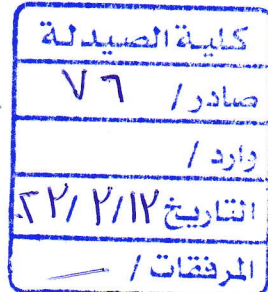 كلية الصيدلة
صادر / ٧٦
وارد /
التاريخ ١٢/ ٢/ ٢٢
المرفقات /